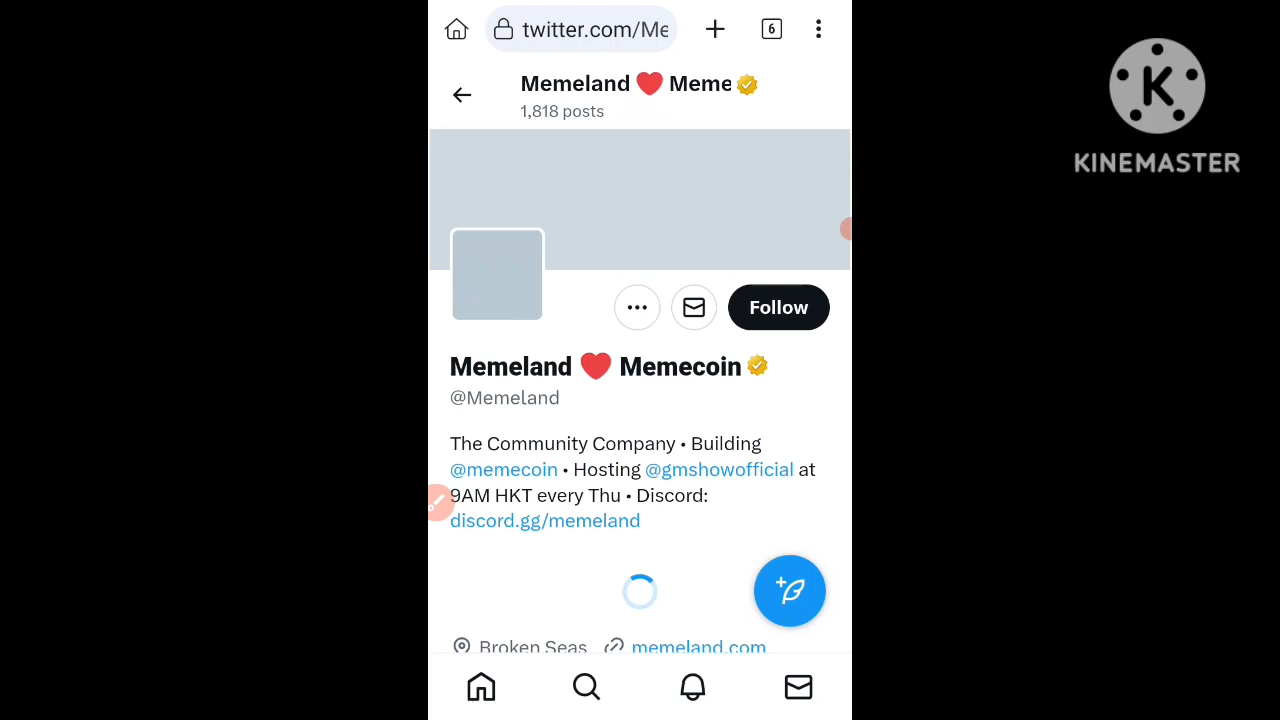 twitter.com/Me
6
Memeland ❤️ Meme
1,818 posts
K
KINEMASTER
Follow
Memeland ❤️ Memecoin
@Memeland
The Community Company • Building
@memecoin • Hosting @gmshowofficial at
9AM HKT every Thu • Discord:
discord.gg/memeland
Broken Seas memeland.com